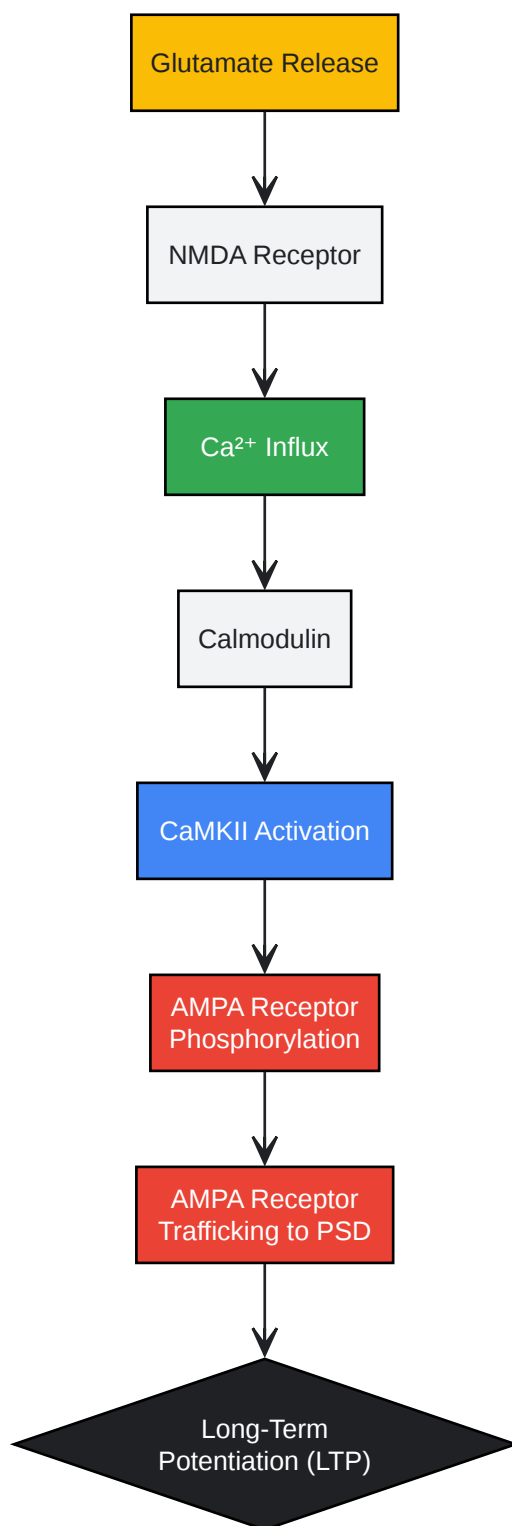 Glutamate Release
NMDA Receptor
Ca²⁺ Influx
Calmodulin
CaMKII Activation
AMPA Receptor
Phosphorylation
AMPA Receptor
Trafficking to PSD
Long-Term
Potentiation (LTP)